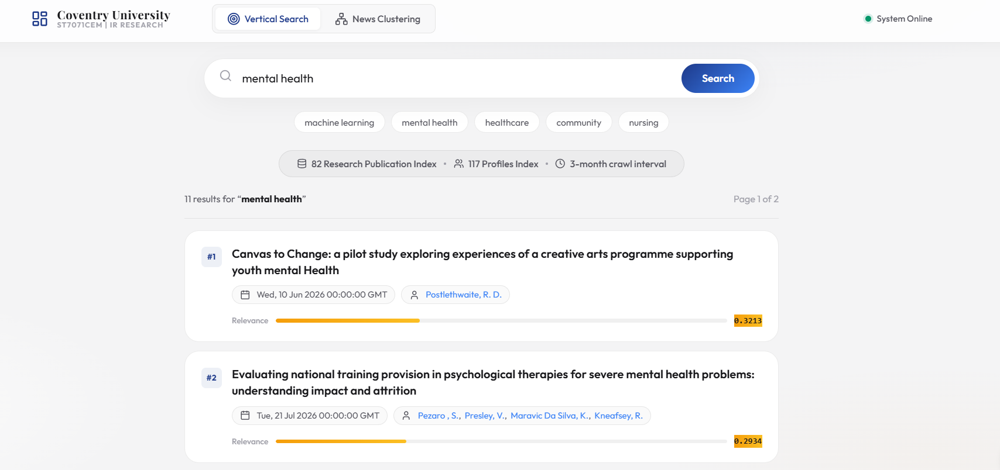 Coventry University
ST7071CEM | IR RESEARCH
Vertical Search
News Clustering
System Online
mental health
Search
machine learning
mental health
healthcare
community
nursing
82 Research Publication Index • 117 Profiles Index • 3-month crawl interval
11 results for “mental health”
Page 1 of 2
#1
Canvas to Change: a pilot study exploring experiences of a creative arts programme supporting
youth mental Health
Wed, 10 Jun 2026 00:00:00 GMT
Postlethwaite, R. D.
Relevance
0.3213
#2
Evaluating national training provision in psychological therapies for severe mental health problems:
understanding impact and attrition
Tue, 21 Jul 2026 00:00:00 GMT
Pezaro , S., Presley, V., Maravic Da Silva, K., Kneafsey, R.
Relevance
0.2934